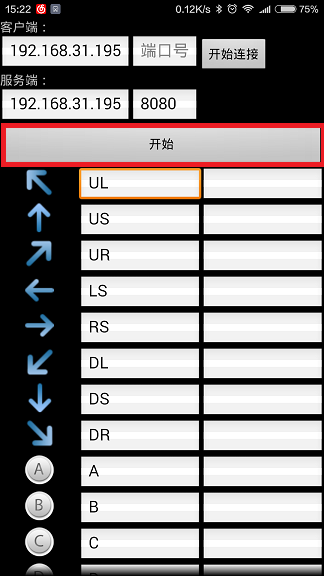 15:22 0.12K/s 75%
客户端：
192.168.31.195 端口号 开始连接
服务端：
192.168.31.195 8080
开始
UL
US
UR
LS
RS
DL
DS
DR
A A
B B
C C